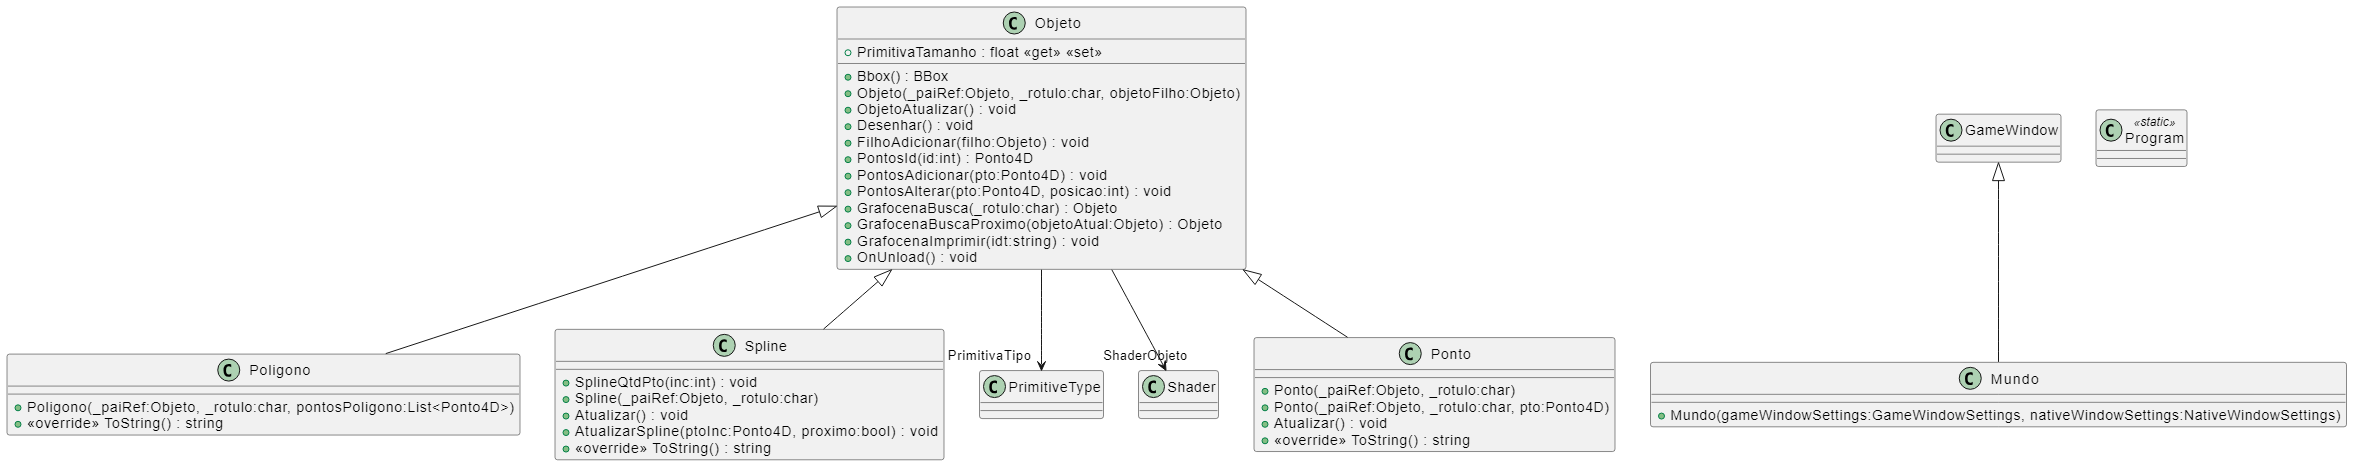 C Objeto
PrimitivaTamanho : float «get» «set»
Bbox() : BBox
Objeto(_paiRef:Objeto, _rotulo:char, objetoFilho:Objeto)
ObjetoAtualizar() : void
Desenhar() : void
FilhoAdicionar(filho:Objeto) : void
PontosId(id:int) : Ponto4D
PontosAdicionar(pto:Ponto4D) : void
PontosAlterar(pto:Ponto4D, posicao:int) : void
GrafocenaBusca(_rotulo:char) : Objeto
GrafocenaBuscaProximo(objetoAtual:Objeto) : Objeto
GrafocenaImprimir(idt:string) : void
OnUnload() : void
C GameWindow
«static»
C Program
C Poligono
Poligono(_paiRef:Objeto, _rotulo:char, pontosPoligono:List<Ponto4D>)
«override» ToString() : string
C Spline
SplineQtdPto(inc:int) : void
Spline(_paiRef:Objeto, _rotulo:char)
Atualizar() : void
AtualizarSpline(ptoInc:Ponto4D, proximo:bool) : void
«override» ToString() : string
PrimitivaTipo
C PrimitiveType
ShaderObjeto
C Shader
C Ponto
Ponto(_paiRef:Objeto, _rotulo:char)
Ponto(_paiRef:Objeto, _rotulo:char, pto:Ponto4D)
Atualizar() : void
«override» ToString() : string
C Mundo
Mundo(gameWindowSettings:GameWindowSettings, nativeWindowSettings:NativeWindowSettings)